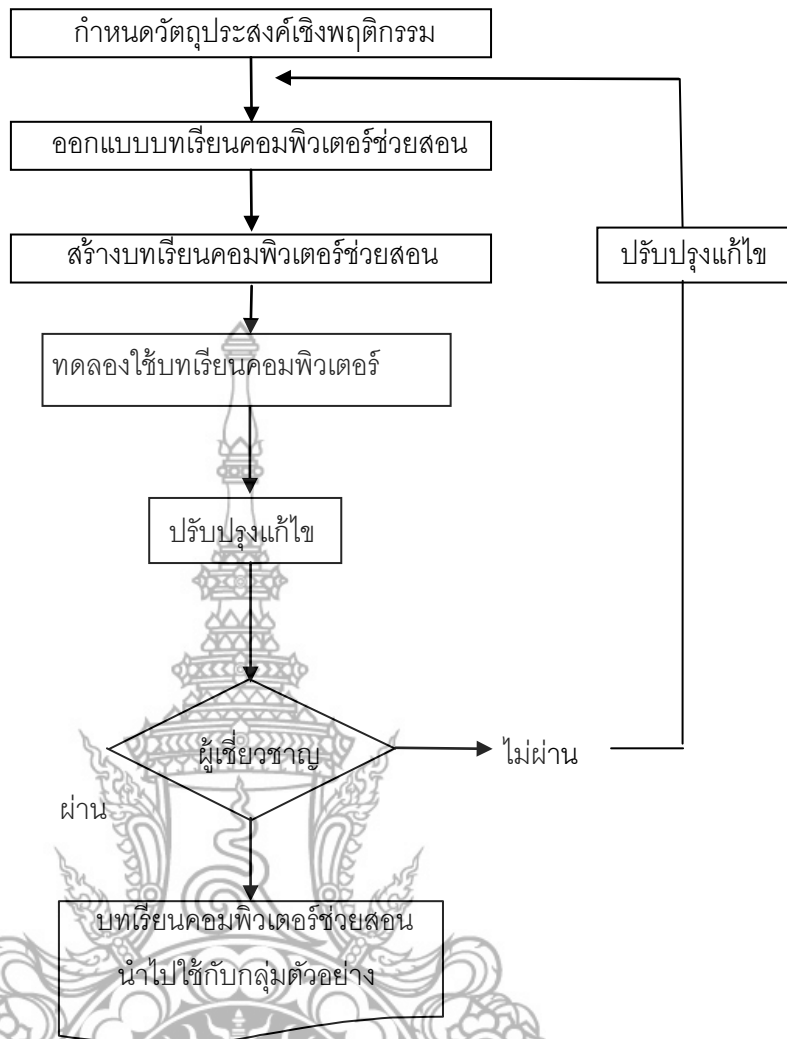 กำหนดวัตถุประสงค์เชิงพฤติกรรม
ออกแบบบทเรียนคอมพิวเตอร์ช่วยสอน
สร้างบทเรียนคอมพิวเตอร์ช่วยสอน
ปรับปรุงแก้ไข
ทดลองใช้บทเรียนคอมพิวเตอร์
ปรับปรุงแก้ไข
ผู้เชี่ยวชาญ
ไม่ผ่าน
ผ่าน
บทเรียนคอมพิวเตอร์ช่วยสอน
นำไปใช้กับกลุ่มตัวอย่าง